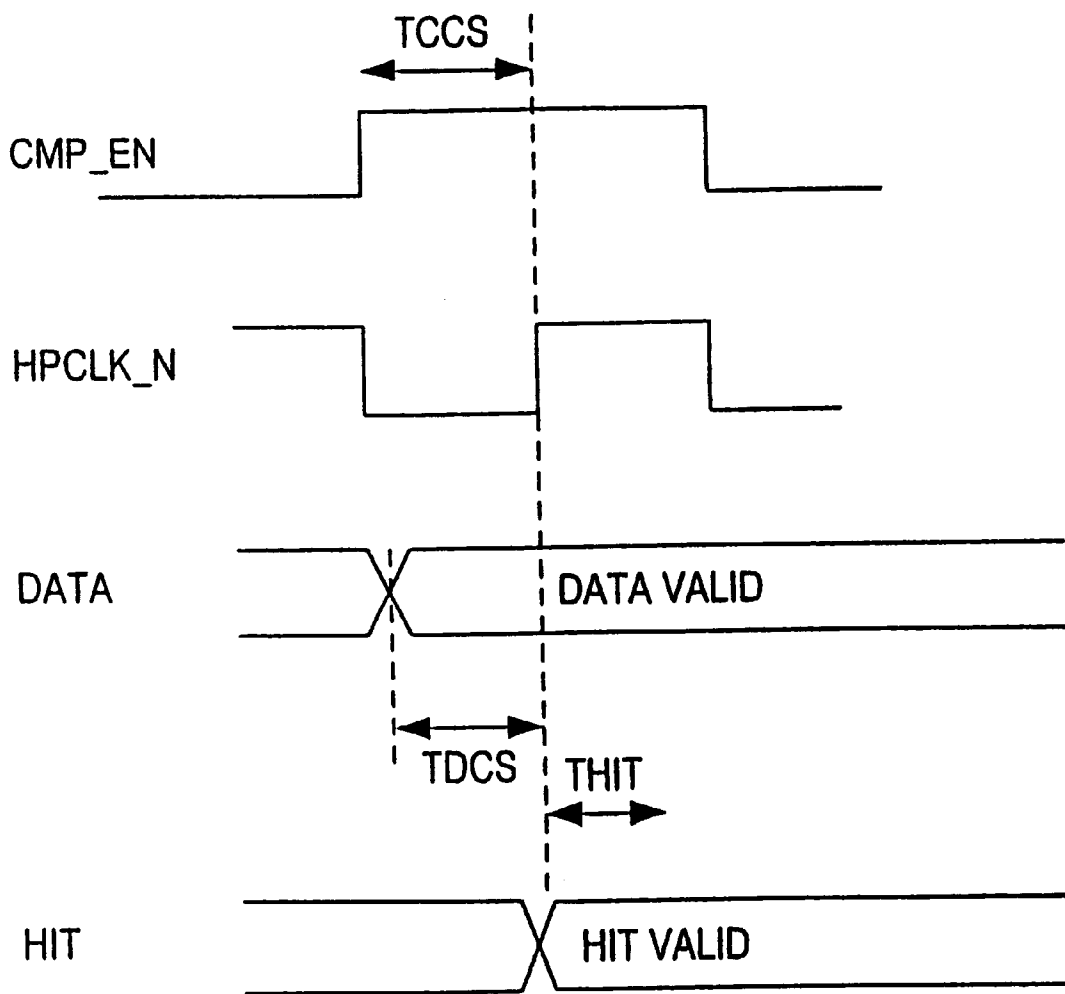 TCCS
CMP_EN
HPCLK_N
DATA
DATA VALID
TDCS
THIT
HIT
HIT VALID